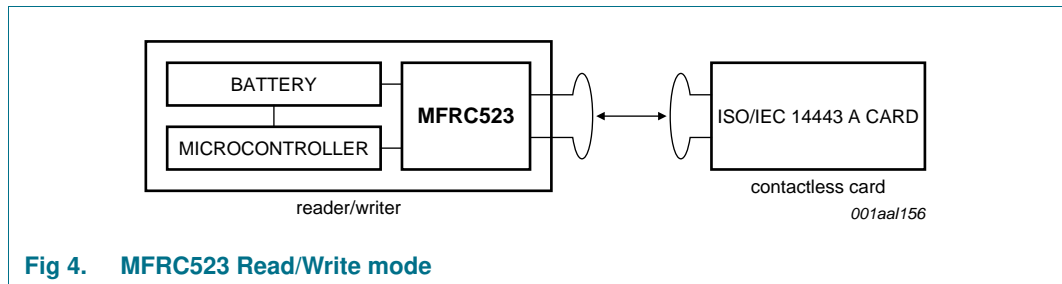 BATTERY
MICROCONTROLLER
MFRC523
ISO/IEC 14443 A CARD
reader/writer
contactless card
001aal156
Fig 4. MFRC523 Read/Write mode